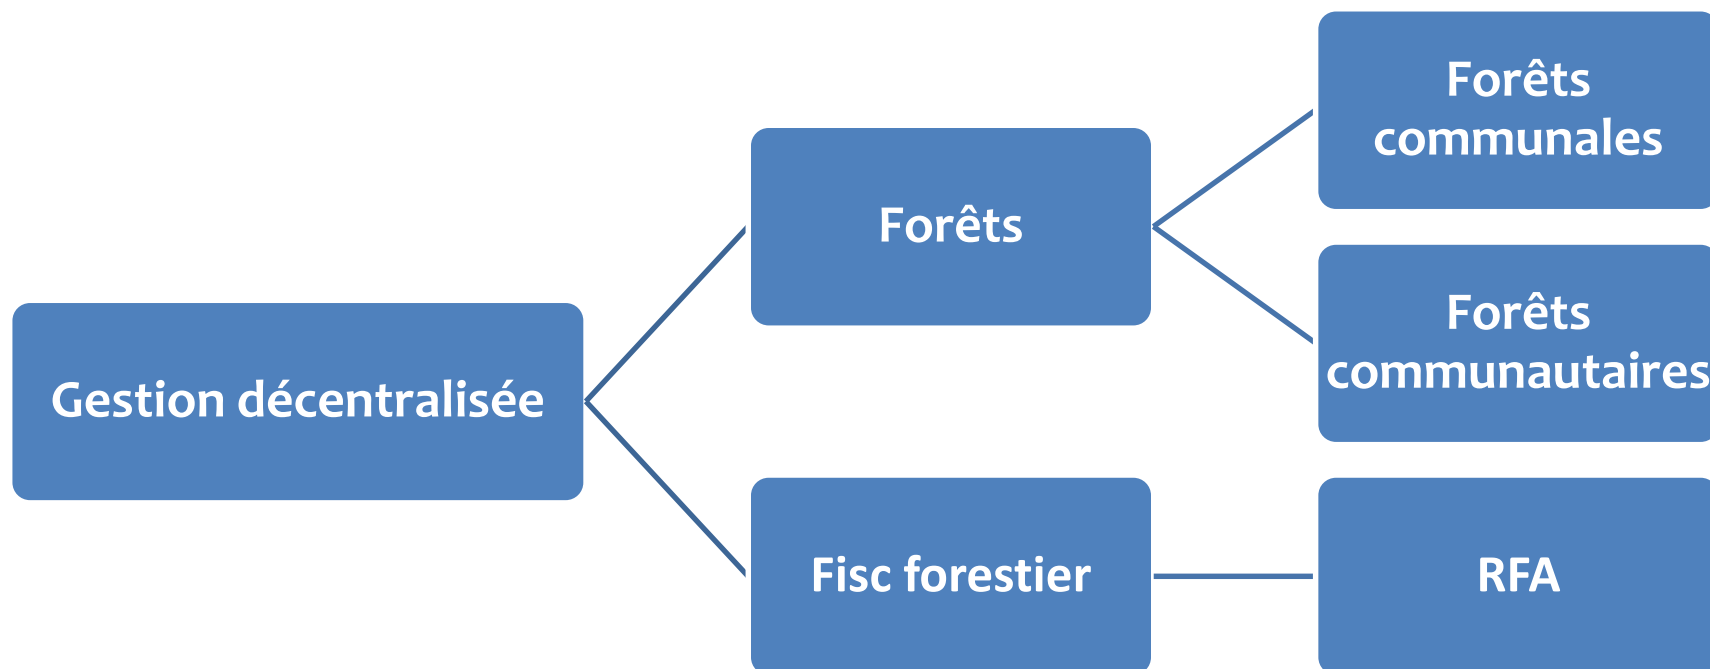 Gestion décentralisée
Forêts
Forêts
communales
Forêts
communautaires
Fisc forestier
RFA